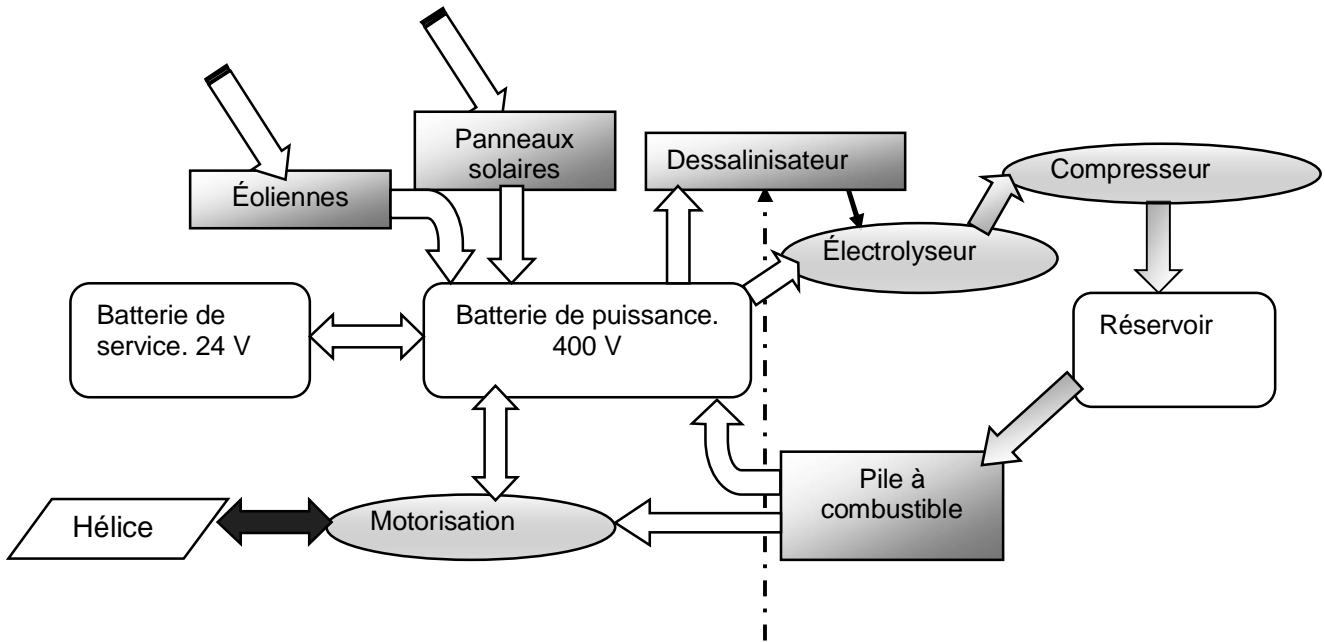 Panneaux
solaires
Dessalinisateur
Compresseur
Éoliennes
Électrolyseur
Batterie de
service. 24 V
Batterie de puissance.
400 V
Réservoir
Pile à
combustible
Hélice
Motorisation